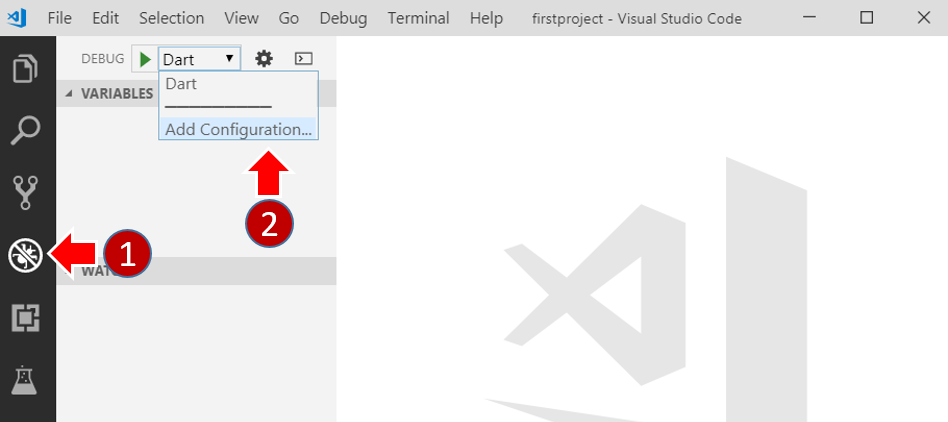 File Edit Selection View Go Debug Terminal Help firstproject - Visual Studio Code
DEBUG Dart
Dart
VARIABLES
Add Configuration...
2
1